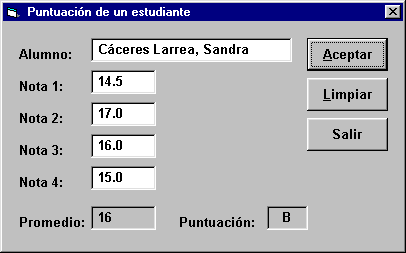 Puntuación de un estudiante
Alumno: Cáceres Larrea, Sandra
Aceptar
Nota 1: 14.5
Limpiar
Nota 2: 17.0
Salir
Nota 3: 16.0
Nota 4: 15.0
Promedio: 16 Puntuación: B